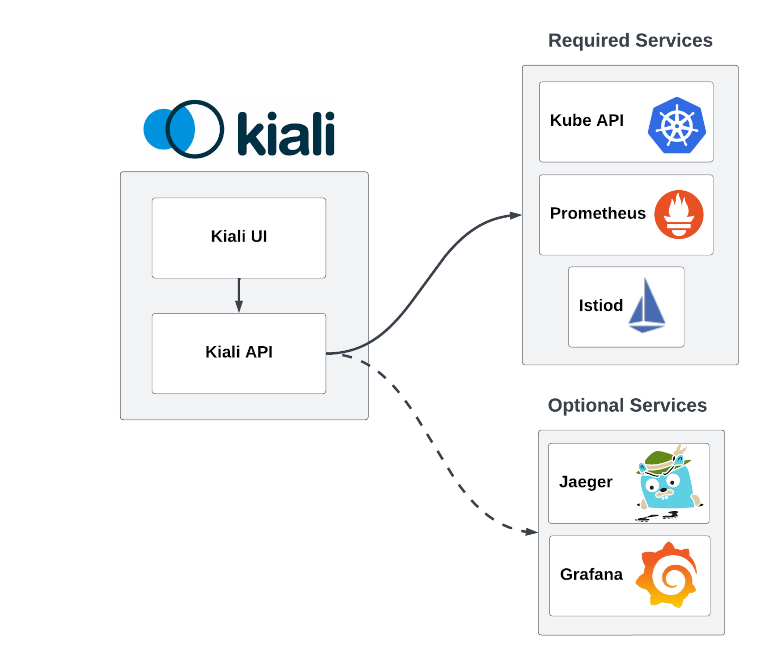 kiali
Kiali UI
Kiali API
Required Services
Kube API
Prometheus
Istiod
Optional Services
Jaeger
Grafana